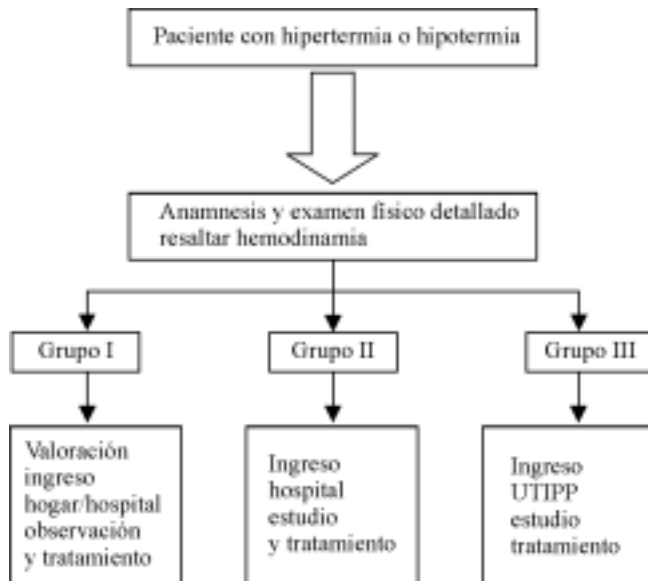 Paciente con hipertermia o hipotermia
Anamnesis y examen físico detallado
resaltar hemodinamia
Grupo I
Grupo II
Grupo III
Valoración
ingreso
hogar/hospital
observación
y tratamiento
Ingreso
hospital
estudio
y tratamiento
Ingreso
UTIPP
estudio
tratamiento